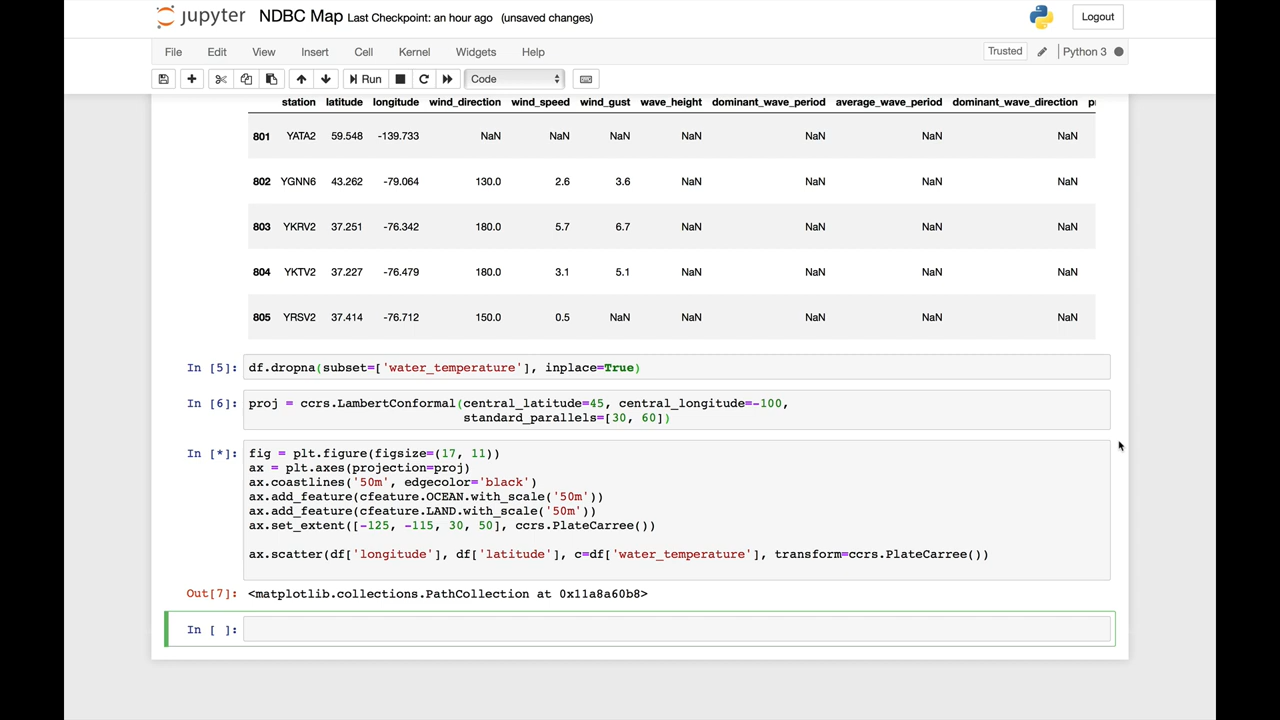 jupyter NDBC Map Last Checkpoint: an hour ago (unsaved changes) Logout
File Edit View Insert Cell Kernel Widgets Help Trusted Python 3
Run Code
station latitude longitude wind_direction wind_speed wind_gust wave_height dominant_wave_period average_wave_period dominant_wave_direction
801 YATA2 59.548 -139.733 NaN NaN NaN NaN NaN NaN NaN
802 YGNN6 43.262 -79.064 130.0 2.6 3.6 NaN NaN NaN NaN
803 YKRV2 37.251 -76.342 180.0 5.7 6.7 NaN NaN NaN NaN
804 YKTV2 37.227 -76.479 180.0 3.1 5.1 NaN NaN NaN NaN
805 YRSV2 37.414 -76.712 150.0 0.5 NaN NaN NaN NaN NaN
In [5]: df.dropna(subset=['water_temperature'], inplace=True)
In [6]: proj = ccrs.LambertConformal(central_latitude=45, central_longitude=-100,
standard_parallels=[30, 60])
In [*]: fig = plt.figure(figsize=(17, 11))
ax = plt.axes(projection=proj)
ax.coastlines('50m', edgecolor='black')
ax.add_feature(cfeature.OCEAN.with_scale('50m'))
ax.add_feature(cfeature.LAND.with_scale('50m'))
ax.set_extent([-125, -115, 30, 50], ccrs.PlateCarree())
ax.scatter(df['longitude'], df['latitude'], c=df['water_temperature'], transform=ccrs.PlateCarree())
Out[7]: <matplotlib.collections.PathCollection at 0x11a8a60b8>
In [ ]: